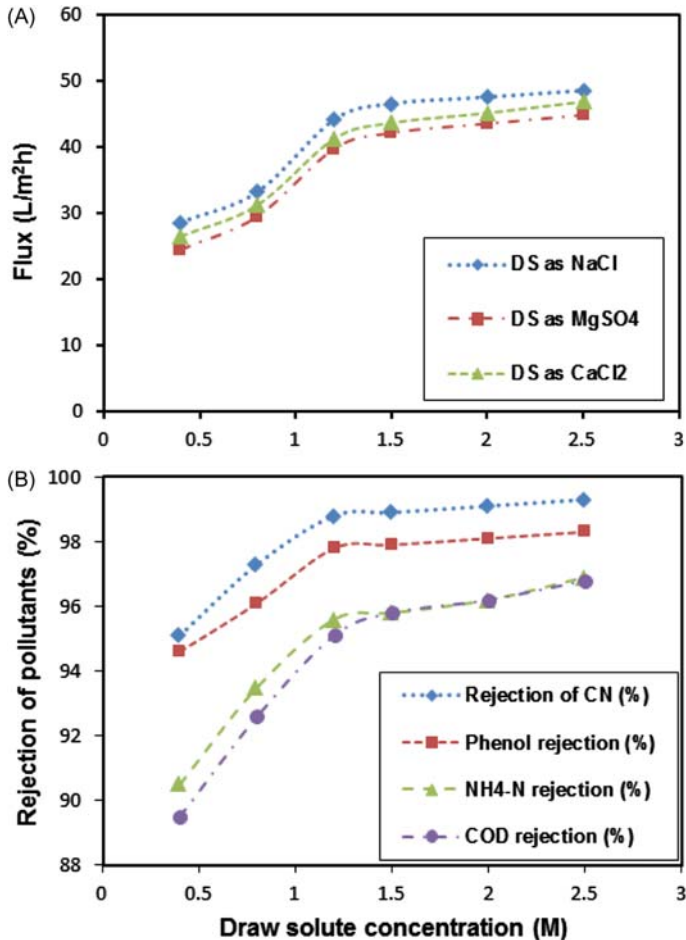 (A)
60
50
40
30
20
10
0
Flux (L/m²h)
DS as NaCl
DS as MgSO4
DS as CaCl2
0 0.5 1 1.5 2 2.5 3
(B)
100
98
96
94
92
90
88
Rejection of pollutants (%)
Rejection of CN (%)
Phenol rejection (%)
NH4-N rejection (%)
COD rejection (%)
0 0.5 1 1.5 2 2.5 3
Draw solute concentration (M)